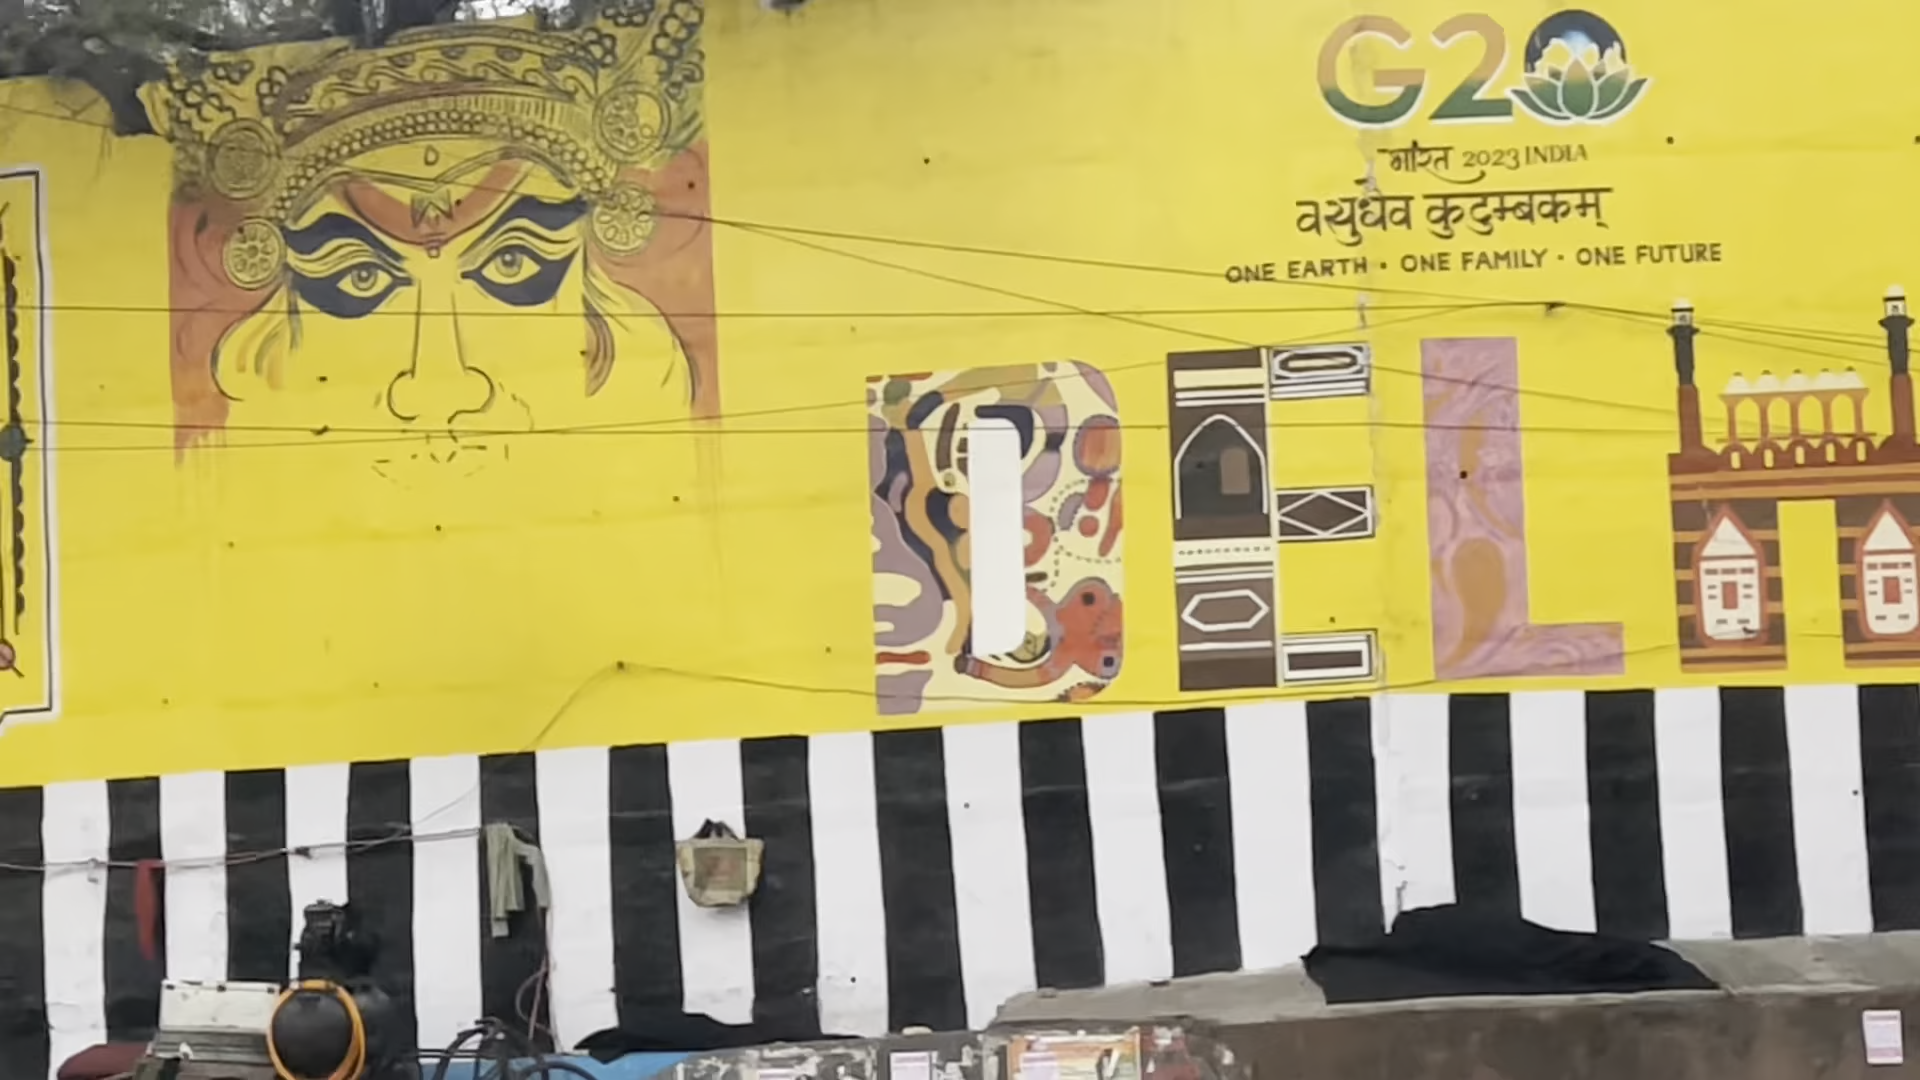 G20
भारत 2023 INDIA
वसुधैव कुटुम्बकम्
ONE EARTH • ONE FAMILY • ONE FUTURE
DELH